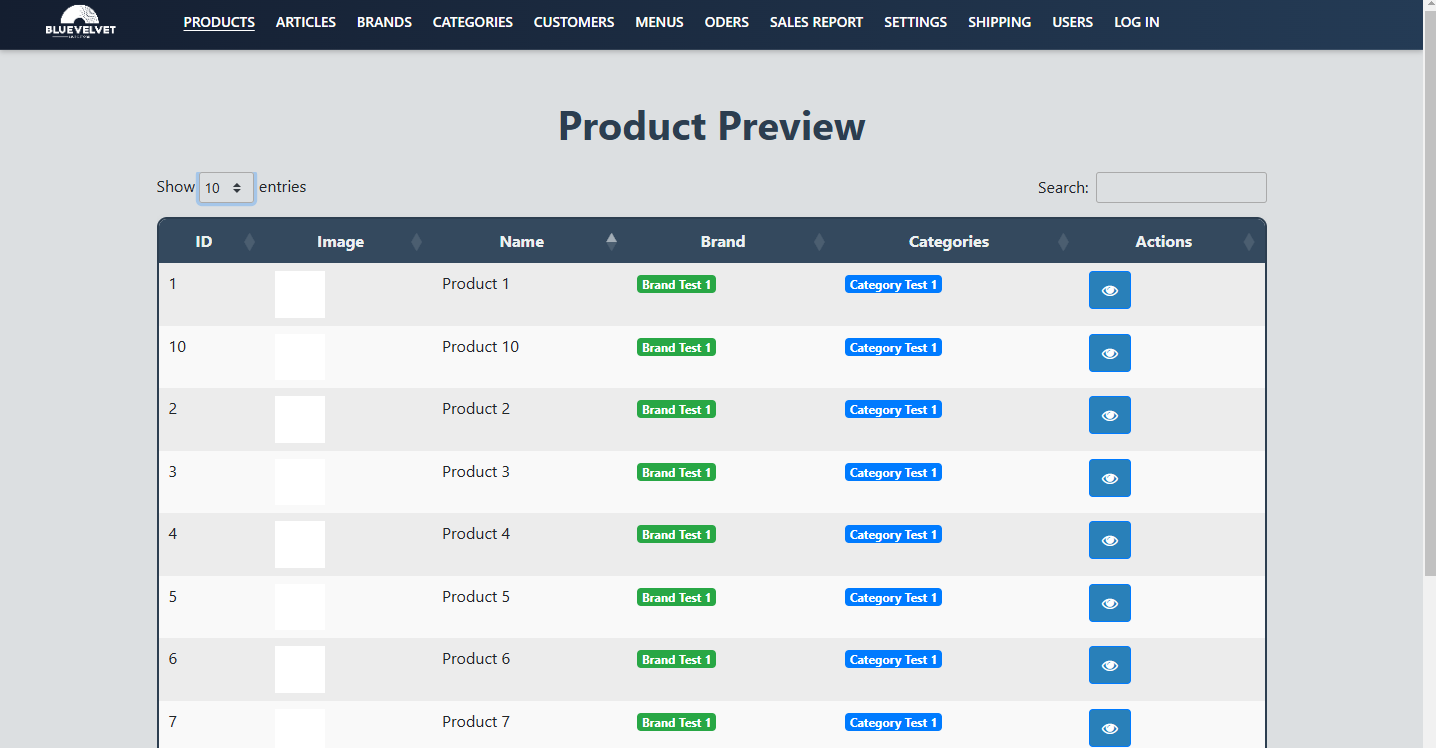 BLUEVELVET
PRODUCTS ARTICLES BRANDS CATEGORIES CUSTOMERS MENUS ODERS SALES REPORT SETTINGS SHIPPING USERS LOG IN
Product Preview
Show 10 entries Search:
ID Image Name Brand Categories Actions
1 Product 1 Brand Test 1 Category Test 1
10 Product 10 Brand Test 1 Category Test 1
2 Product 2 Brand Test 1 Category Test 1
3 Product 3 Brand Test 1 Category Test 1
4 Product 4 Brand Test 1 Category Test 1
5 Product 5 Brand Test 1 Category Test 1
6 Product 6 Brand Test 1 Category Test 1
7 Product 7 Brand Test 1 Category Test 1